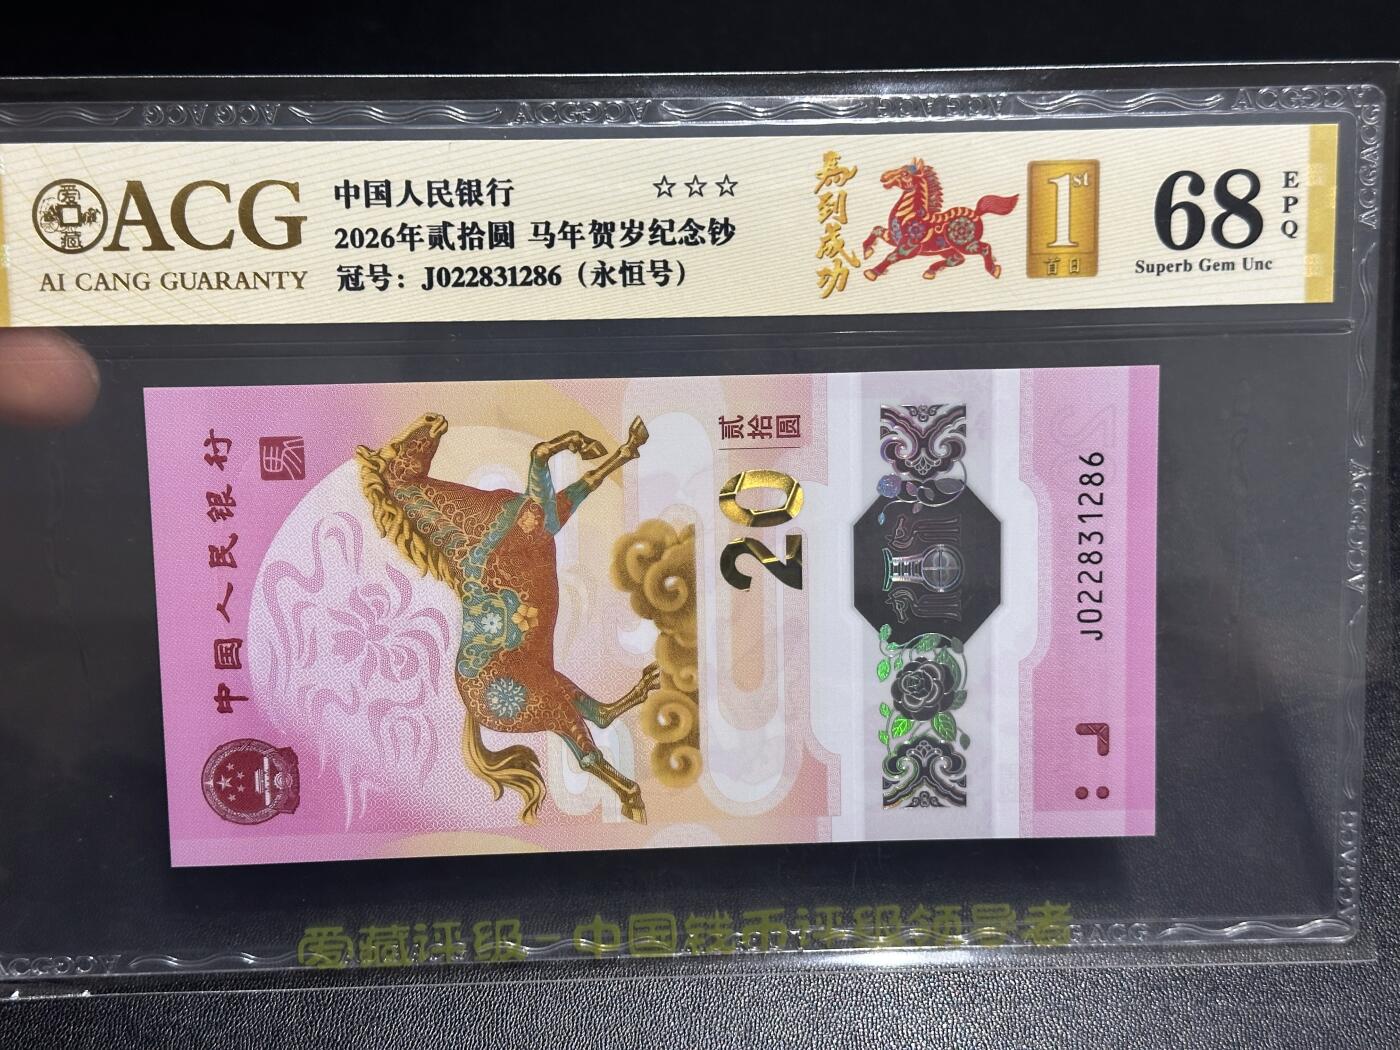 爱藏
ACG
AI CANG GUARANTY
中国人民银行
☆☆☆
2026年贰拾圆 马年贺岁纪念钞
冠号：J022831286（永恒号）
馬到成功
1st
首日
68
EPQ
Superb Gem Unc
中国人民银行
贰拾圆
20
J022831286
爱藏评级-中国钱币评级领导者